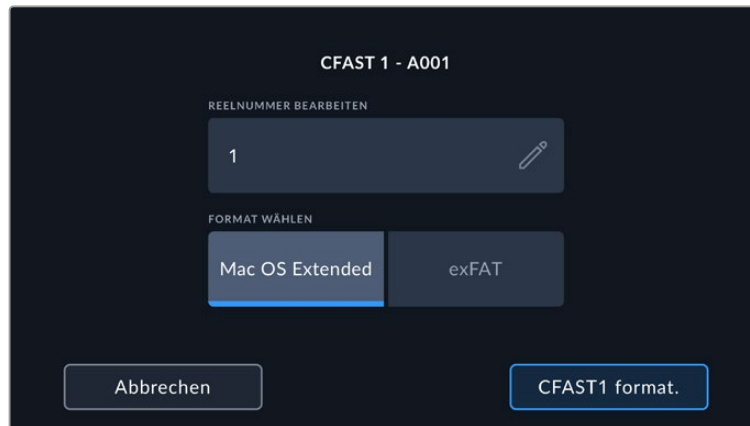 CFAST 1 - A001
REELNUMMER BEARBEITEN
1
FORMAT WÄHLEN
Mac OS Extended exFAT
Abbrechen CFAST1 format.